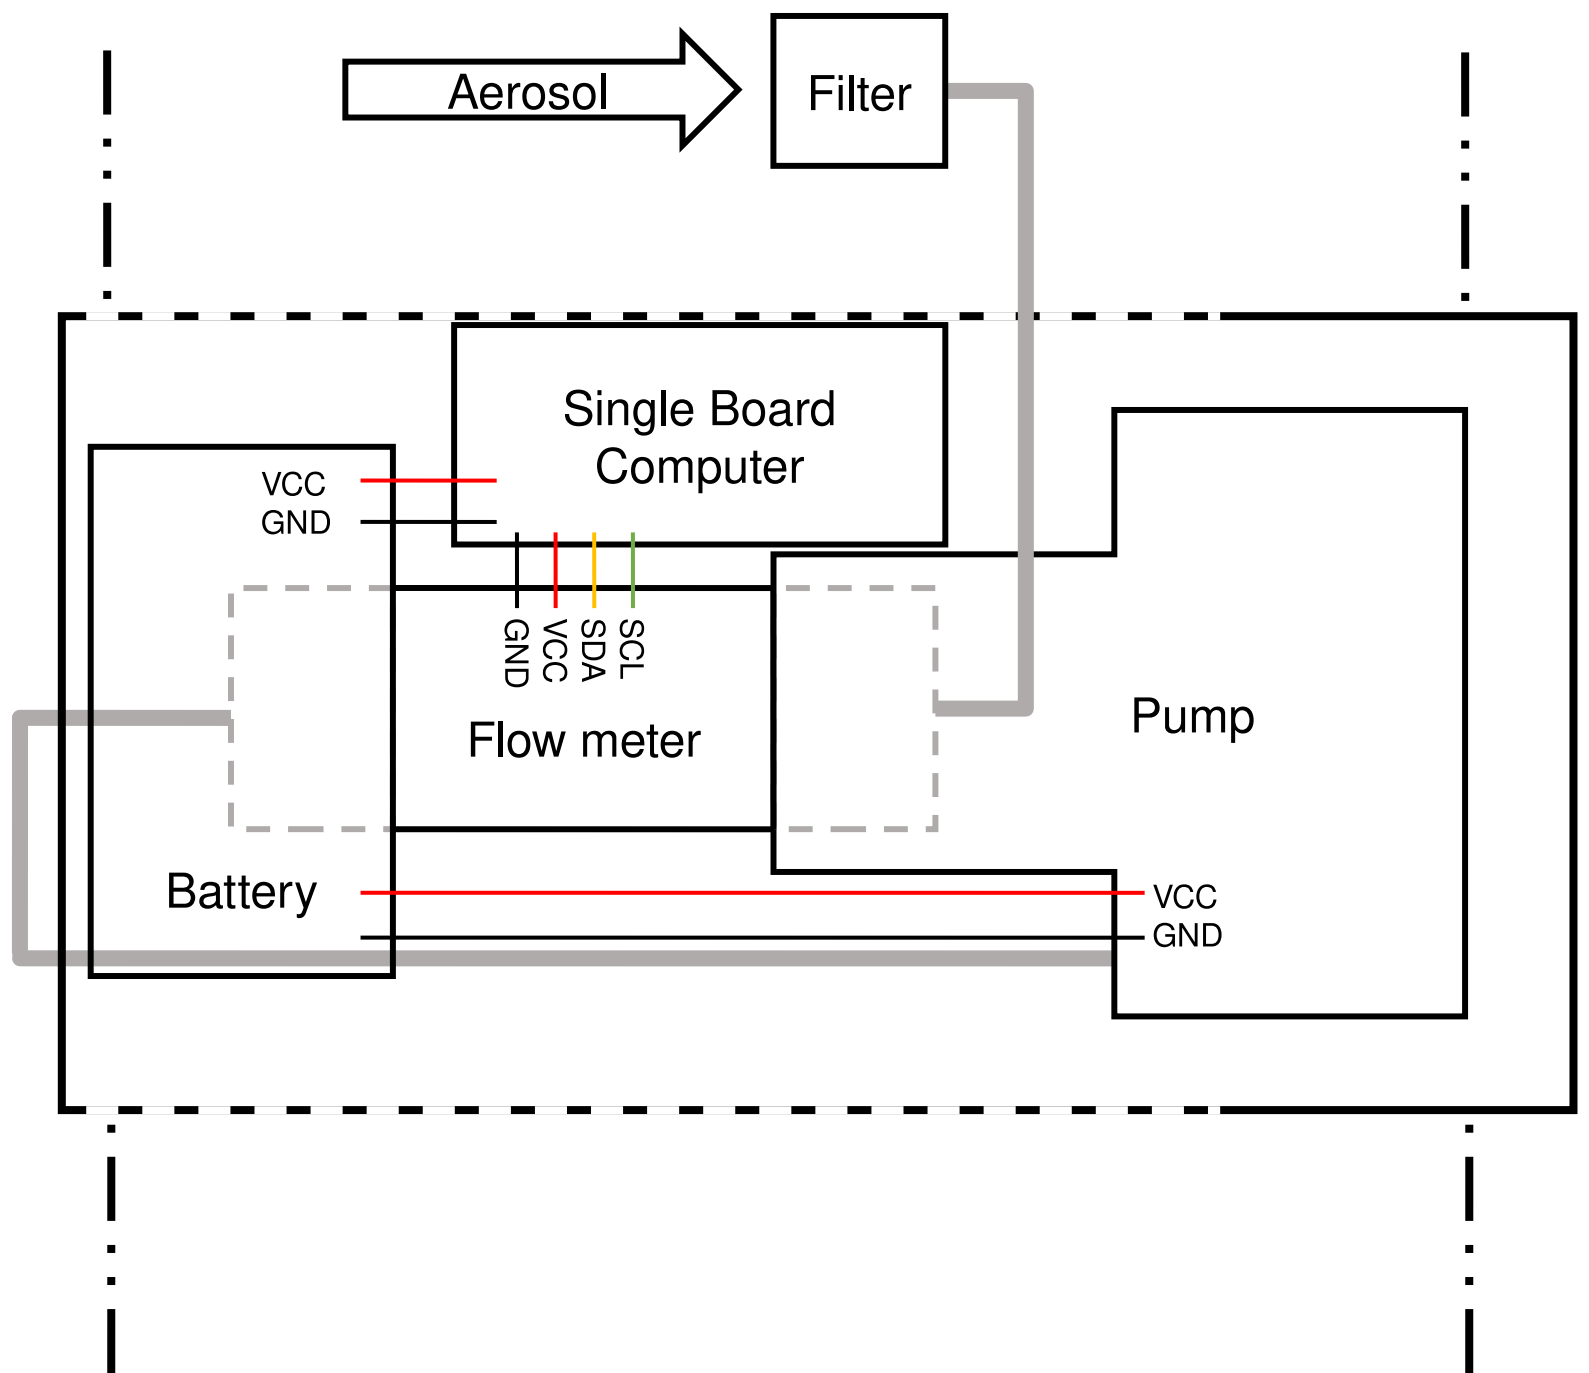 Aerosol
Filter
Single Board
Computer
VCC
GND
GND
VCC
SDA
SCL
Flow meter
Pump
Battery
VCC
GND